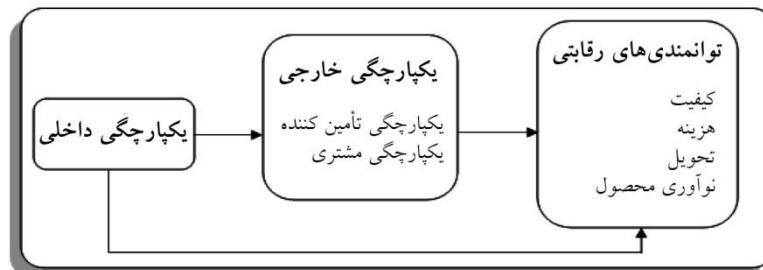 توانمندی‌های رقابتی
کیفیت
هزینه
تحویل
نوآوری محصول
یکپارچگی خارجی
یکپارچگی تأمین کننده
یکپارچگی مشتری
یکپارچگی داخلی